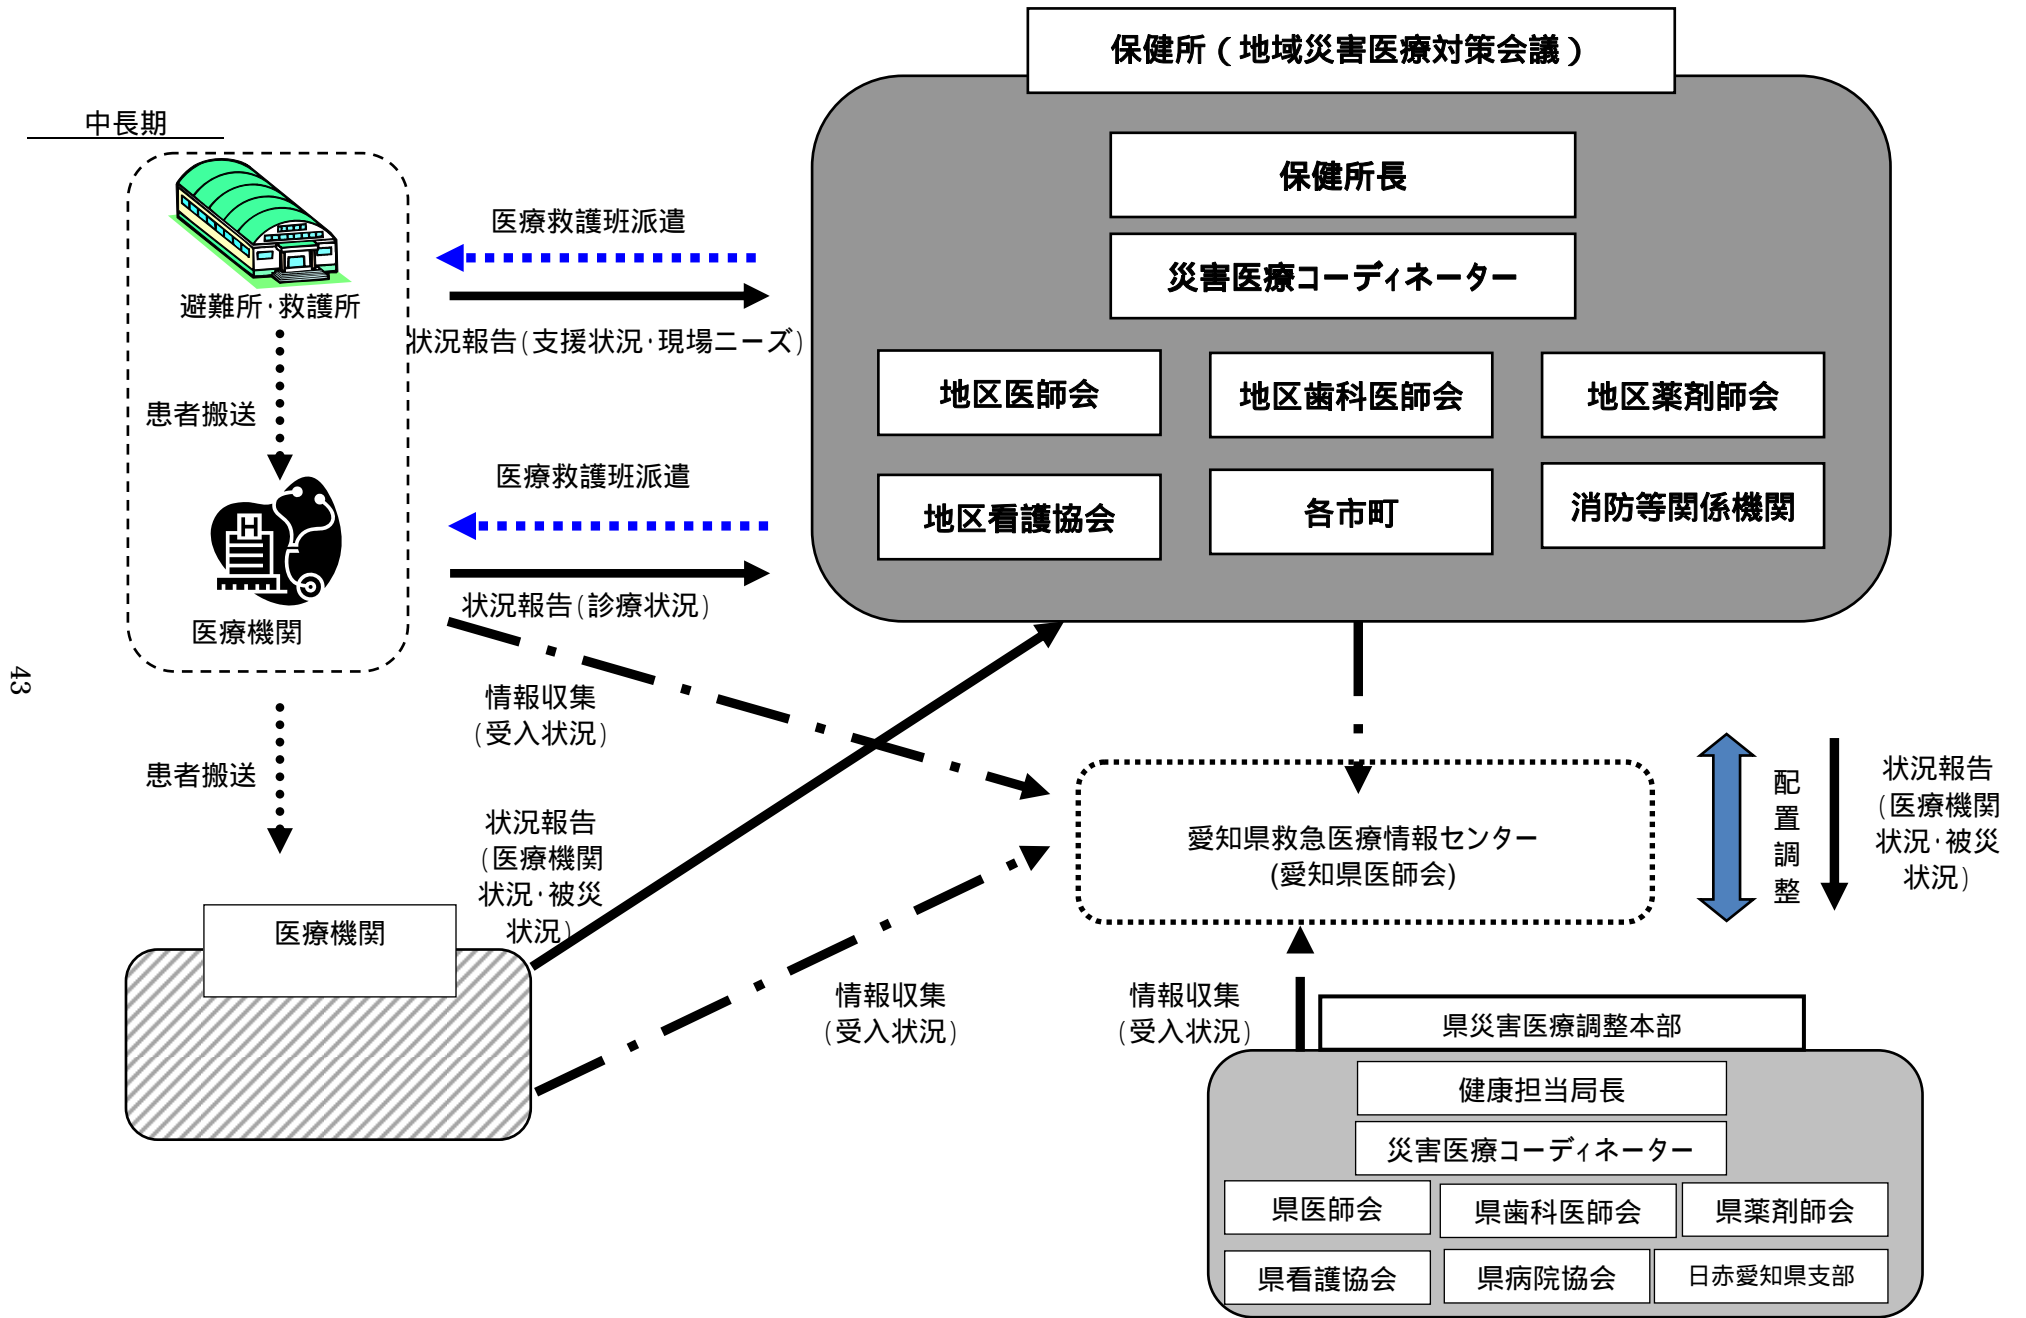 保健所（地域災害医療対策会議）
中長期
保健所長
災害医療コーディネーター
地区医師会
地区歯科医師会
地区薬剤師会
地区看護協会
各市町
消防等関係機関
医療救護班派遣
避難所・救護所
状況報告(支援状況・現場ニーズ)
患者搬送
医療救護班派遣
状況報告(診療状況)
医療機関
情報収集
(受入状況)
患者搬送
状況報告
(医療機関
状況・被災
状況)
医療機関
43
愛知県救急医療情報センター
(愛知県医師会)
配
置
調
整
状況報告
(医療機関
状況・被災
状況)
情報収集
(受入状況)
情報収集
(受入状況)
県災害医療調整本部
健康担当局長
災害医療コーディネーター
県医師会
県歯科医師会
県薬剤師会
県看護協会
県病院協会
日赤愛知県支部
H